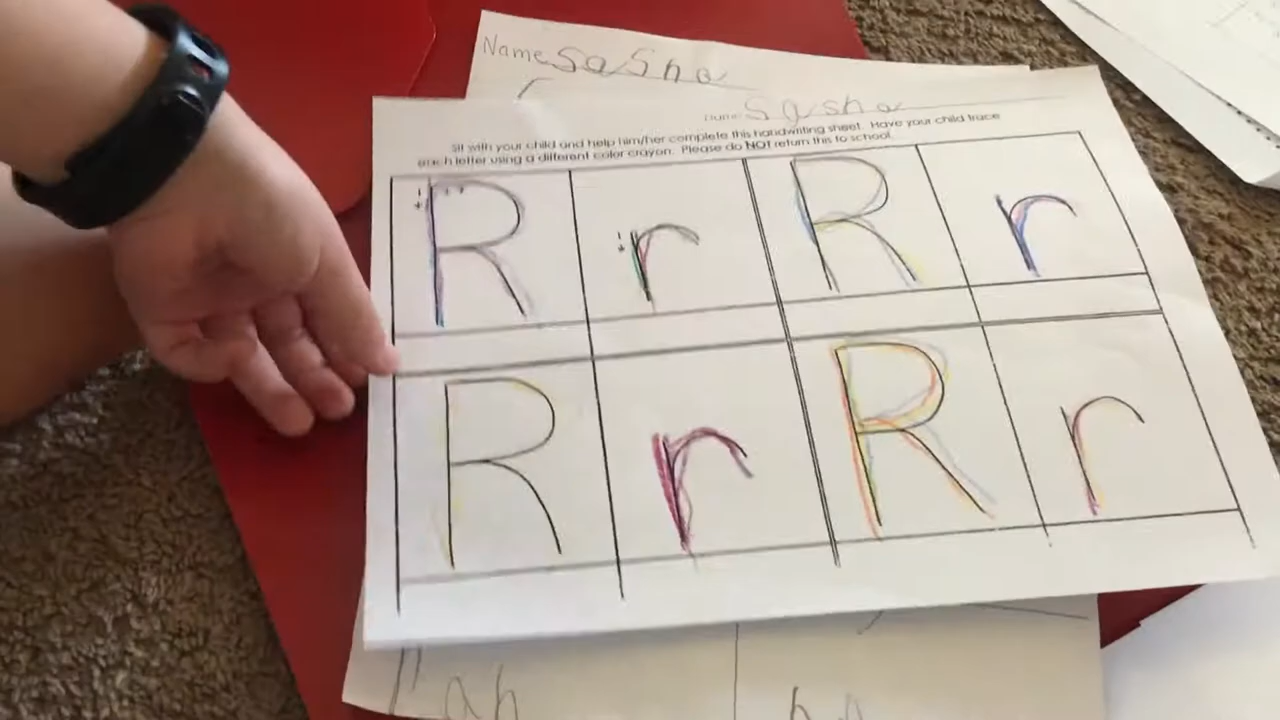 Name Sasha
Name Sasha
Sit with your child and help him/her complete this handwriting sheet. Have your child trace
each letter using a different color crayon. Please do NOT return this to school.
R r R r
R r R r
ah